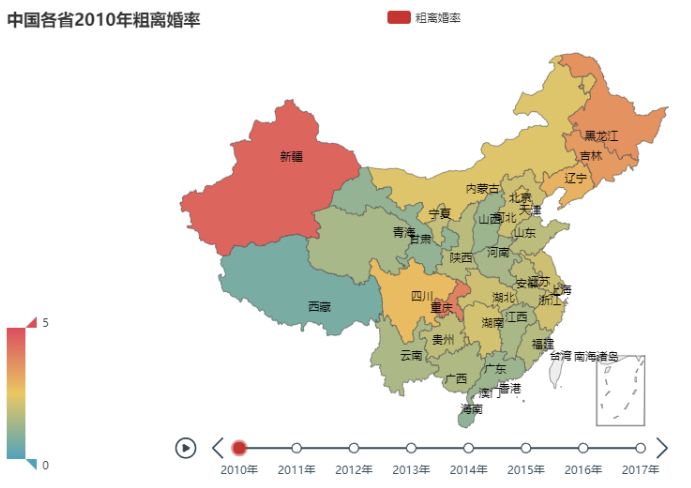 中国各省2010年粗离婚率
粗离婚率
黑龙江
吉林
新疆
辽宁
内蒙古
北京
天津
宁夏
山西
河北
青海
甘肃
山东
陕西
河南
江苏
安徽
上海
四川
湖北
浙江
西藏
重庆
湖南
江西
贵州
福建
云南
台湾
南海诸岛
广东
广西
香港
澳门
海南
5
0
2010年
2011年
2012年
2013年
2014年
2015年
2016年
2017年